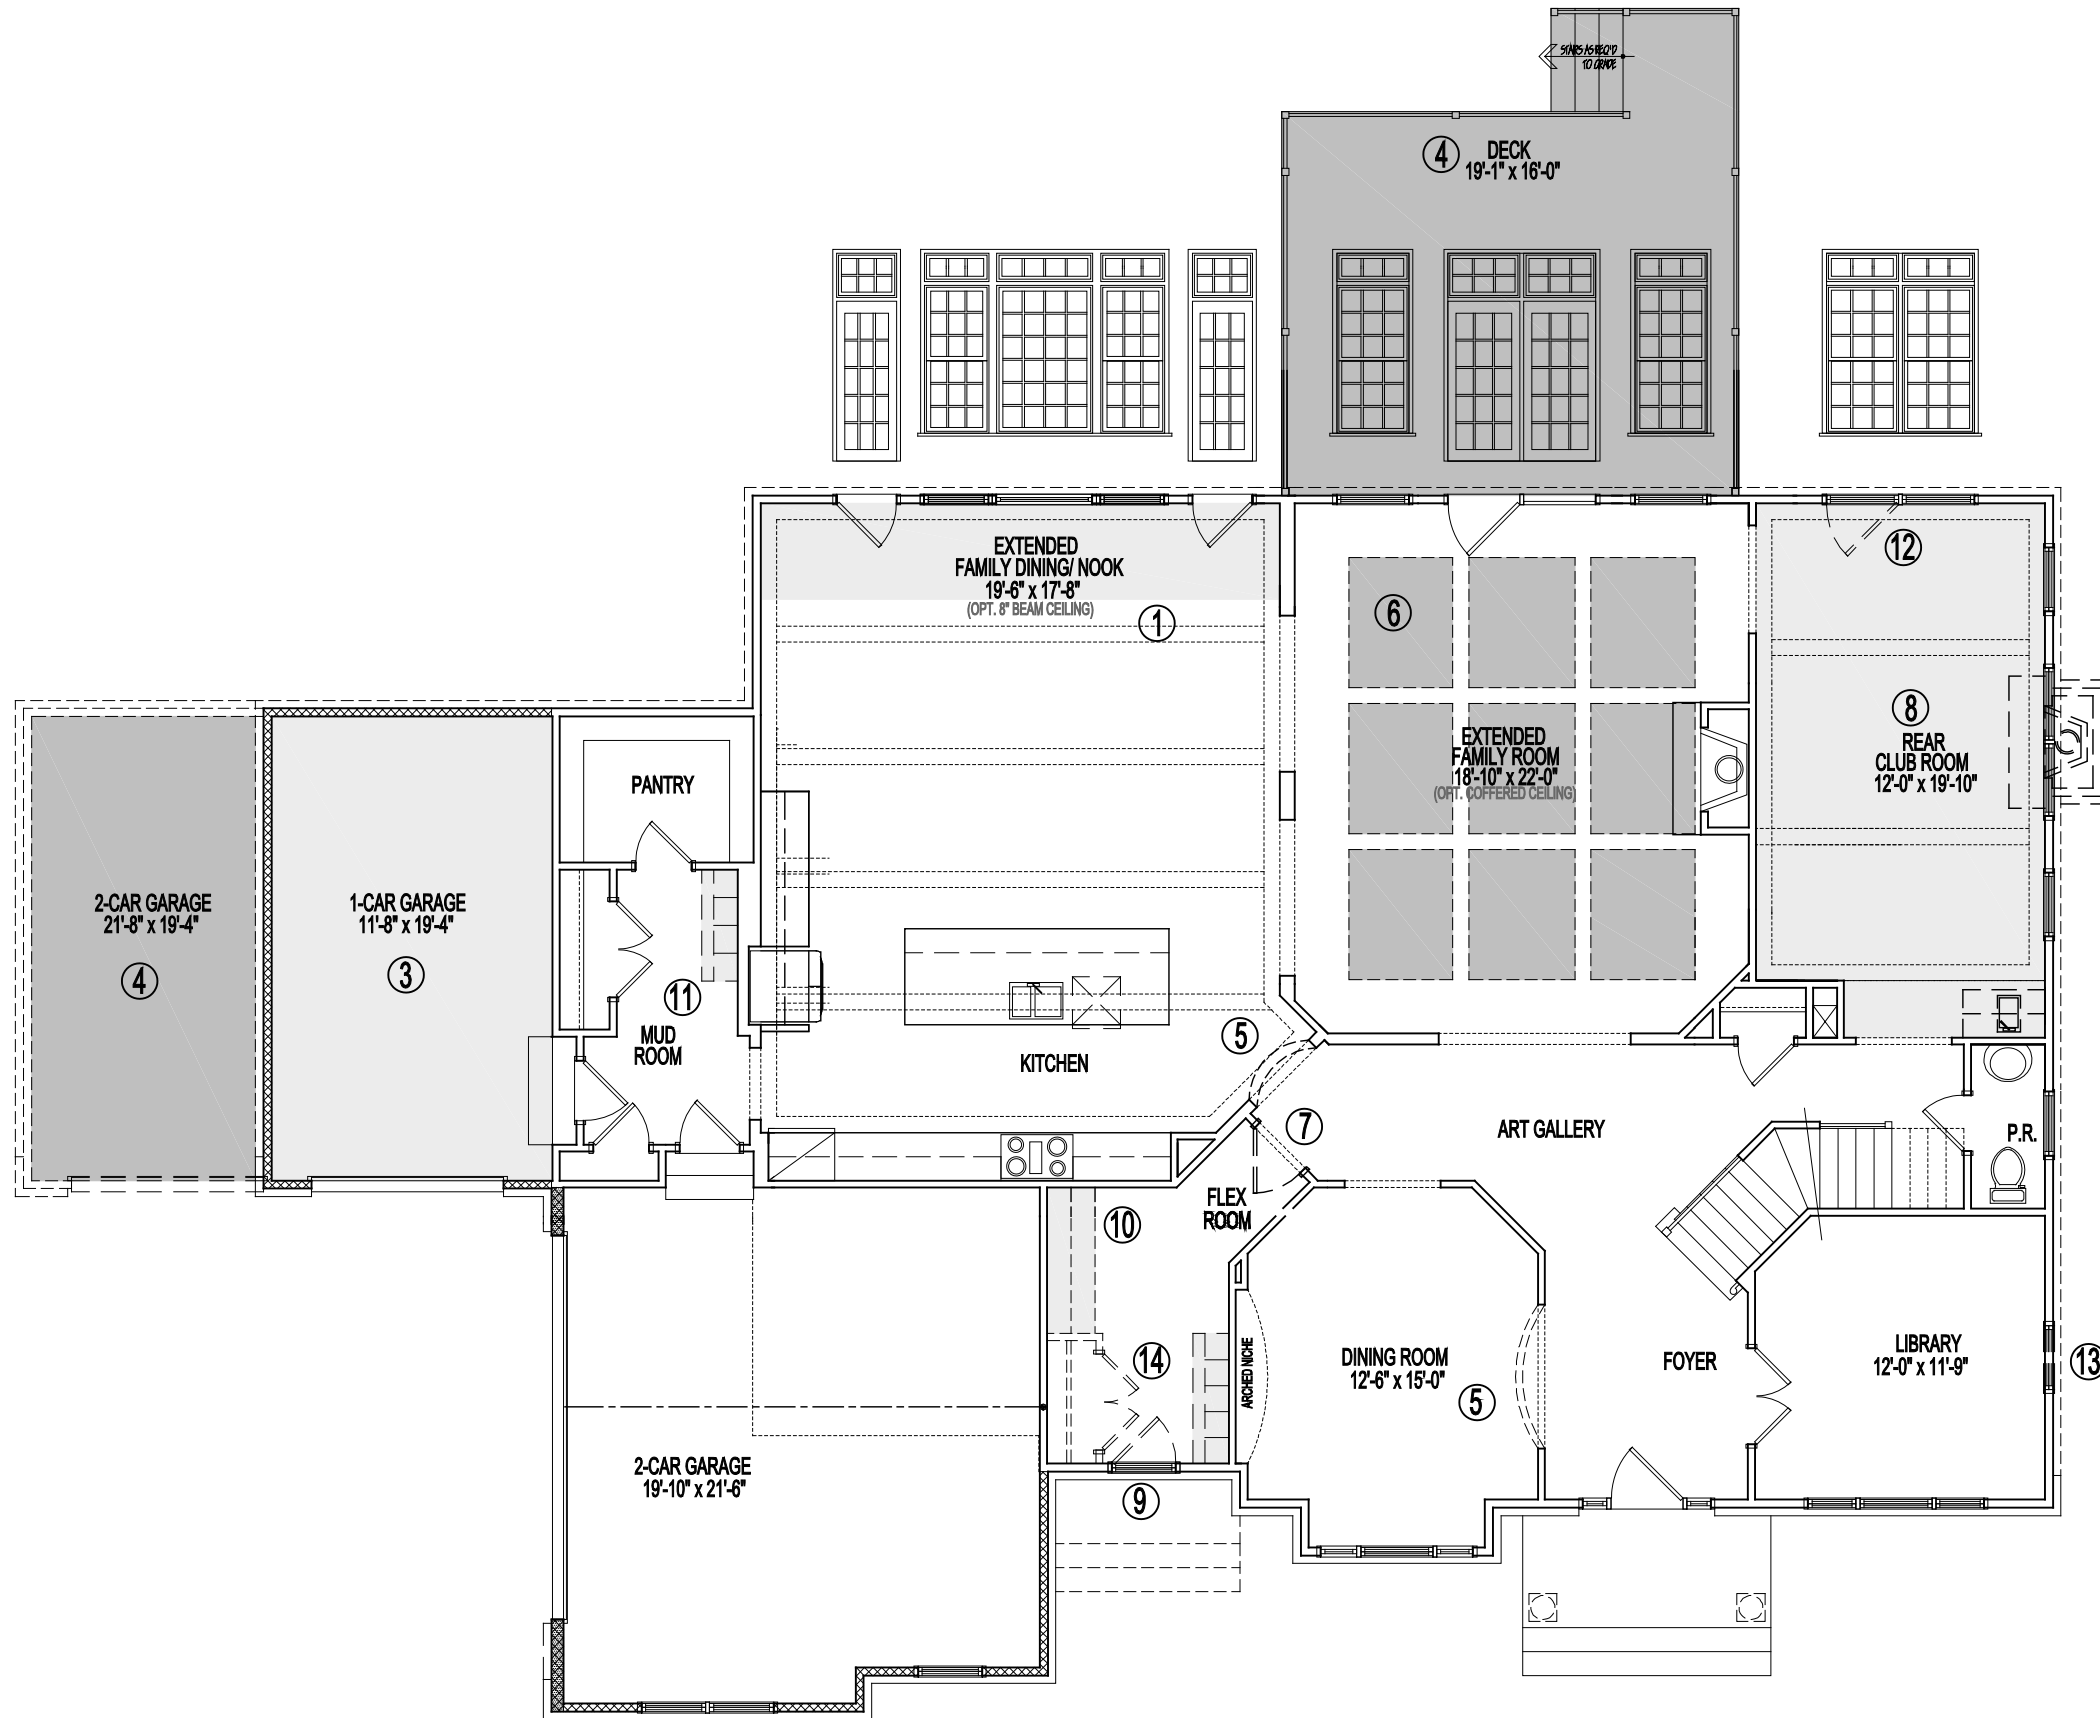 STAIRS AS REQ'D
TO GRADE
4
DECK
19'-1" x 16'-0"
EXTENDED
FAMILY DINING/ NOOK
19'-6" x 17'-8"
(OPT. 8" BEAM CEILING)
1
6
12
EXTENDED
FAMILY ROOM
18'-10" x 22'-0"
(OPT. COFFERED CEILING)
8
REAR
CLUB ROOM
12'-0" x 19'-10"
PANTRY
2-CAR GARAGE
21'-8" x 19'-4"
4
1-CAR GARAGE
11'-8" x 19'-4"
3
11
MUD
ROOM
KITCHEN
5
7
ART GALLERY
P.R.
FLEX
ROOM
10
14
ARCHED NICHE
DINING ROOM
12'-6" x 15'-0"
5
FOYER
LIBRARY
12'-0" x 11'-9"
13
2-CAR GARAGE
19'-10" x 21'-6"
9